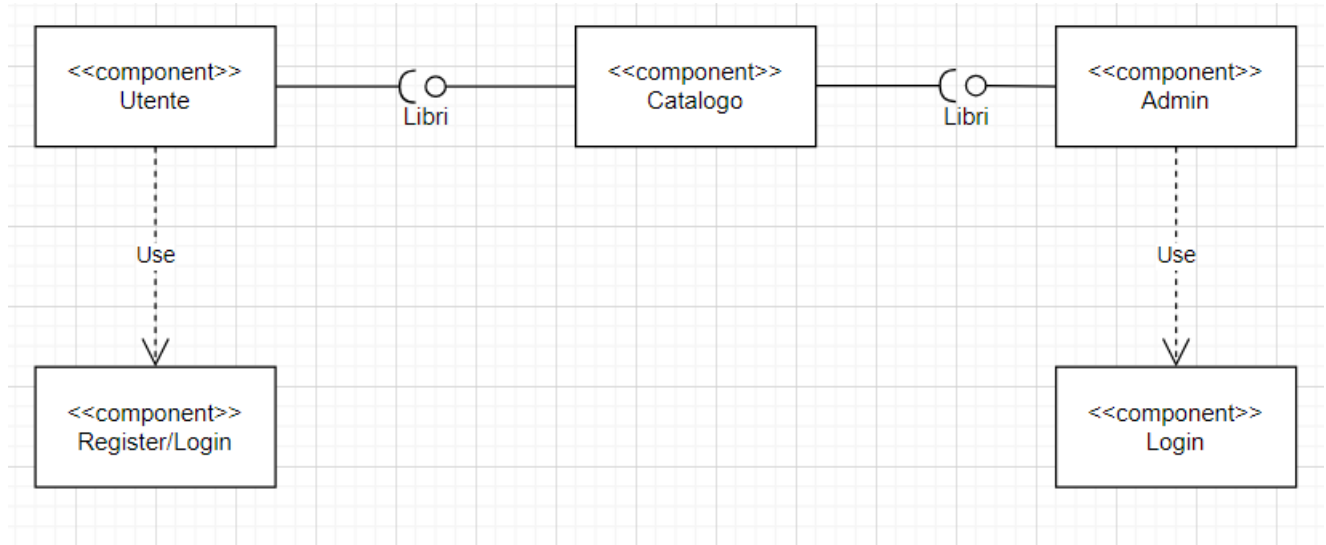 <<component>>
Utente
Libri
<<component>>
Catalogo
Libri
<<component>>
Admin
Use
Use
<<component>>
Register/Login
<<component>>
Login